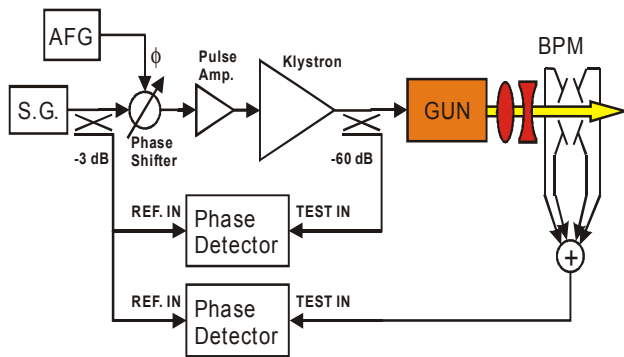 AFG
ϕ
Pulse
Amp.
Klystron
BPM
S.G.
GUN
Phase
Shifter
-3 dB
-60 dB
REF. IN
Phase
Detector
TEST IN
+
REF. IN
Phase
Detector
TEST IN